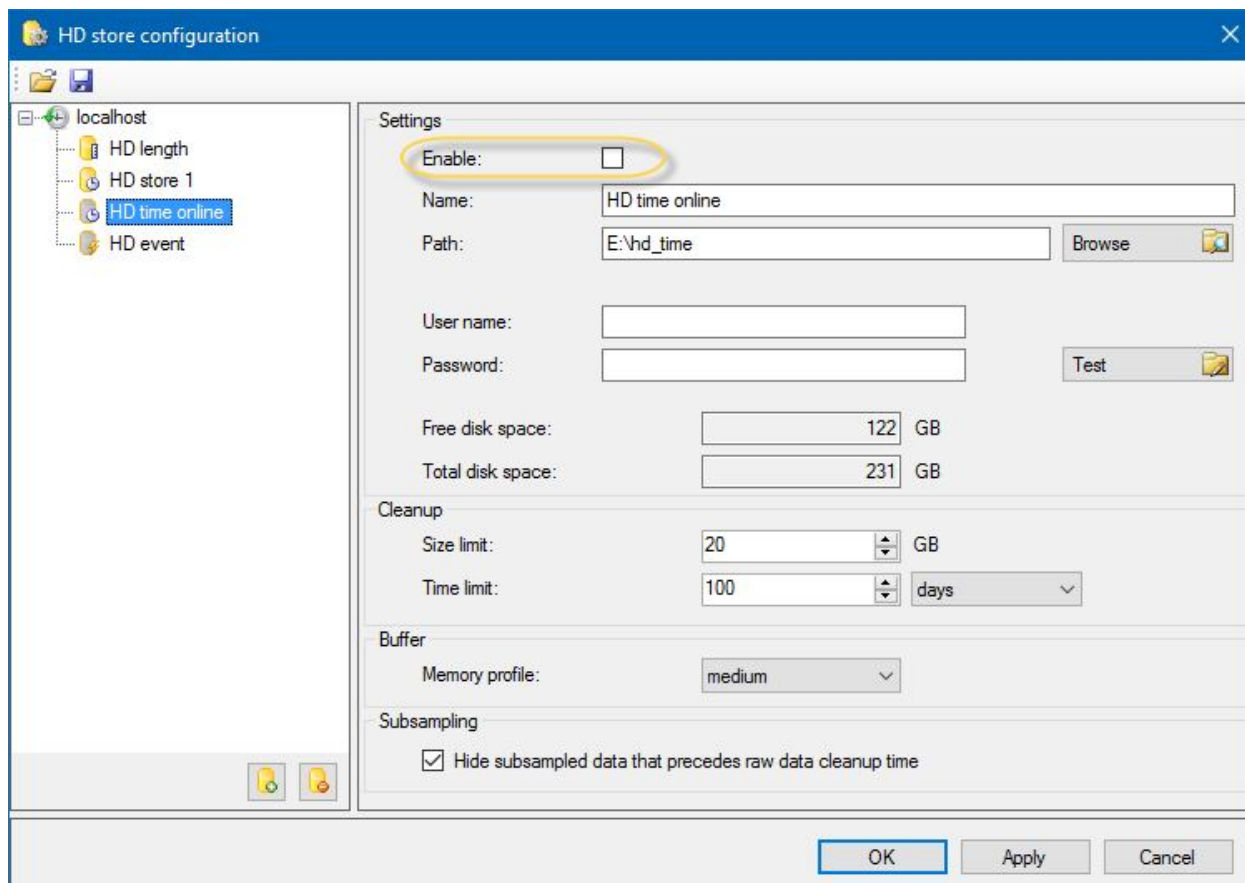 HD store configuration
localhost
HD length
HD store 1
HD time online
HD event
Settings
Enable:
Name: HD time online
Path: E:\hd_time Browse
User name:
Password: Test
Free disk space: 122 GB
Total disk space: 231 GB
Cleanup
Size limit: 20 GB
Time limit: 100 days
Buffer
Memory profile: medium
Subsampling
Hide subsampled data that precedes raw data cleanup time
OK Apply Cancel